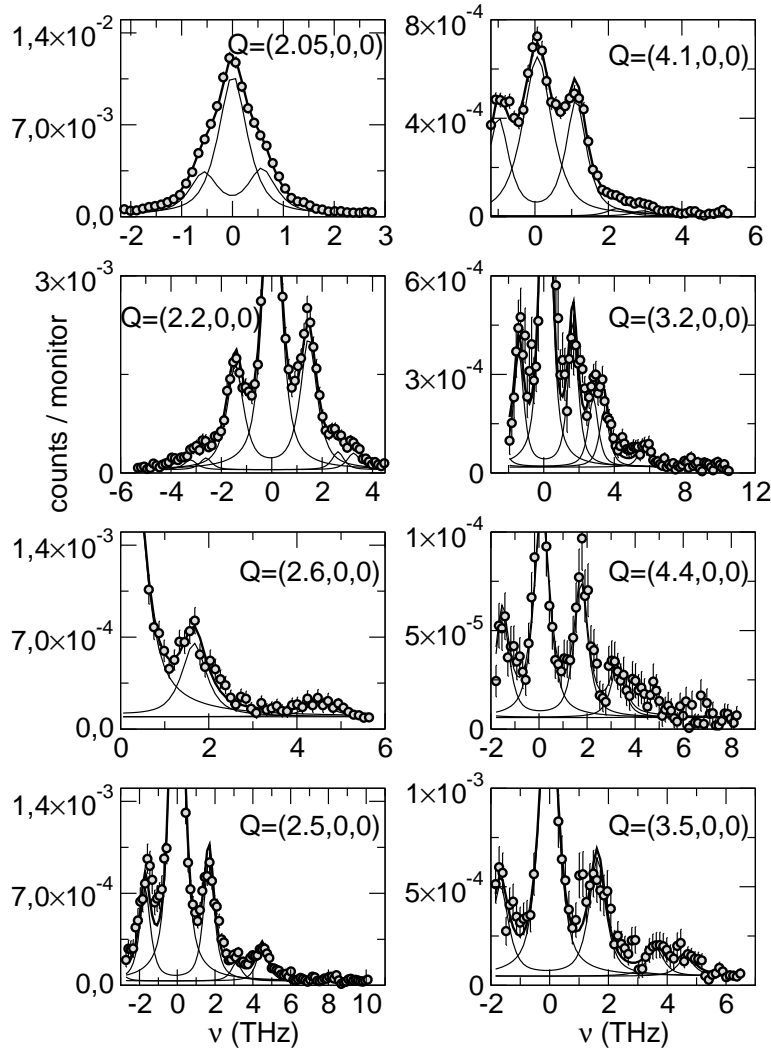 1,4×10⁻²
Q=(2.05,0,0)
7,0×10⁻³
0,0
-2 -1 0 1 2 3
8×10⁻⁴
Q=(4.1,0,0)
4×10⁻⁴
0
0 2 4 6
3×10⁻³
Q=(2.2,0,0)
0
-6 -4 -2 0 2 4
6×10⁻⁴
Q=(3.2,0,0)
3×10⁻⁴
0
0 4 8 12
counts / monitor
1,4×10⁻³
Q=(2.6,0,0)
7,0×10⁻⁴
0,0
0 2 4 6
1×10⁻⁴
Q=(4.4,0,0)
5×10⁻⁵
0
-2 0 2 4 6 8
1,4×10⁻³
Q=(2.5,0,0)
7,0×10⁻⁴
0,0
-2 0 2 4 6 8 10
ν (THz)
1×10⁻³
Q=(3.5,0,0)
4×10⁻⁴
0
-2 0 2 4 6
ν (THz)